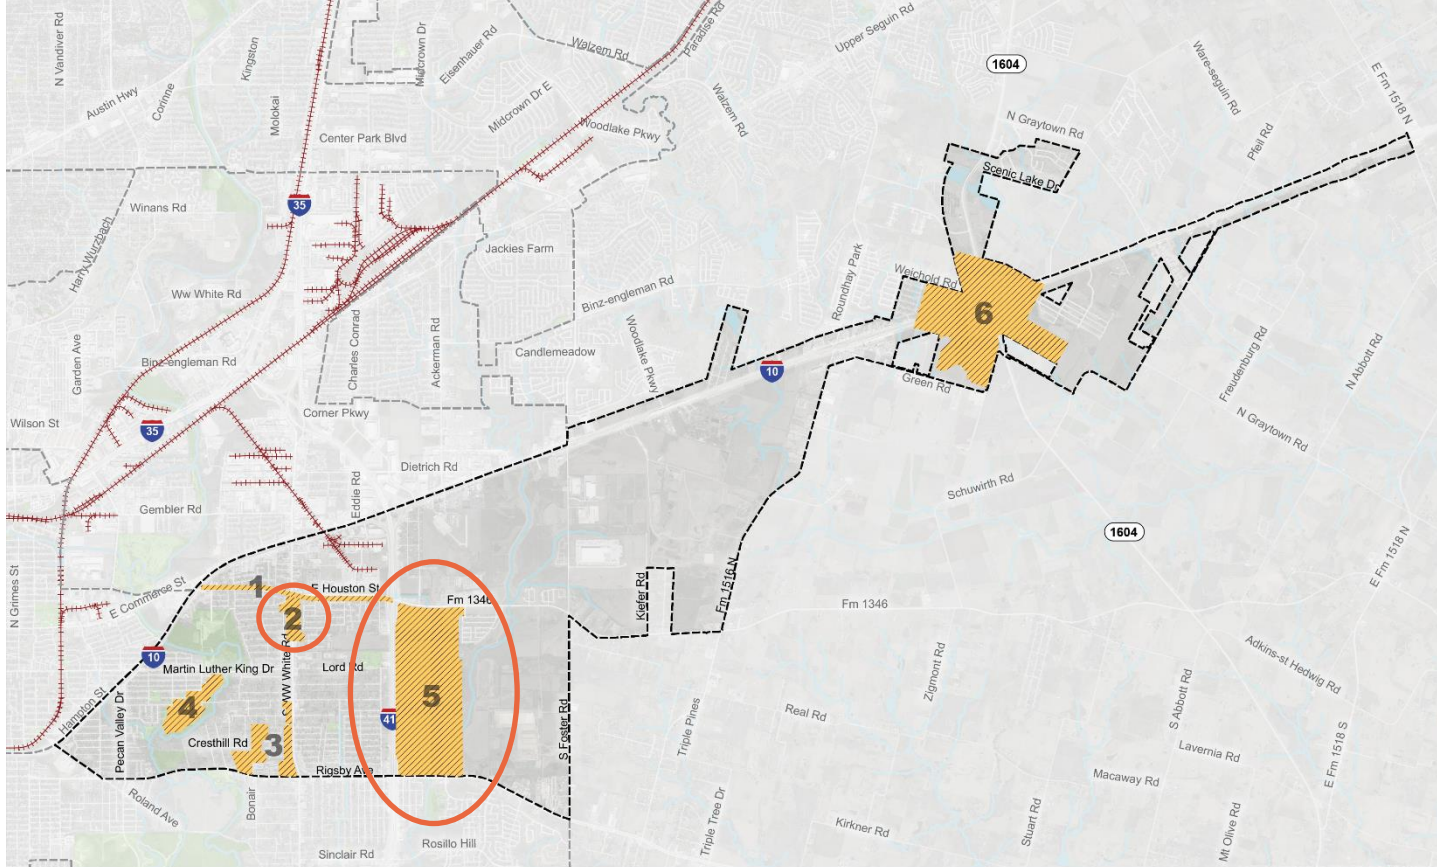 N Vandiver Rd
Kingston
Midcrown Dr
Eisenhauer Rd
Walzem Rd
Paradise Rd
Upper Seguin Rd
1604
Ware-seguin Rd
E Fm 1518 N
Austin Hwy
Corinne
Molokai
Midcrown Dr E
Walzem Rd
Center Park Blvd
Woodlake Pkwy
N Graytown Rd
Pfeil Rd
Scenic Lake Dr
35
Winans Rd
Harry Wurzbach
Jackies Farm
Roundhay Park
Weichold Rd
Ww White Rd
Binz-engleman Rd
6
Garden Ave
Binz-engleman Rd
Charles Conrad
Ackerman Rd
Candlemeadow
Woodlake Pkwy
10
Green Rd
Freudenburg Rd
N Abbott Rd
Corner Pkwy
Wilson St
35
N Graytown Rd
Dietrich Rd
Eddie Rd
Schuwirth Rd
Gembler Rd
1604
E Fm 1518 N
N Grimes St
E Commerce St
1
E Houston St
Fm 1346
Kiefer Rd
Fm 1516 N
Fm 1346
2
10
Martin Luther King Dr
Lord Rd
S WW White Rd
Zigmont Rd
Adkins-st Hedwig Rd
Hampton St
Pecan Valley Dr
4
5
41
S Foster Rd
Triple Pines
Real Rd
S Abbott Rd
E Fm 1518 S
Cresthill Rd
3
Lavernia Rd
Rigsby Ave
Macaway Rd
Roland Ave
Bonair
Triple Tree Dr
Kirkner Rd
Stuart Rd
Mt Olive Rd
Rosillo Hill
Sinclair Rd